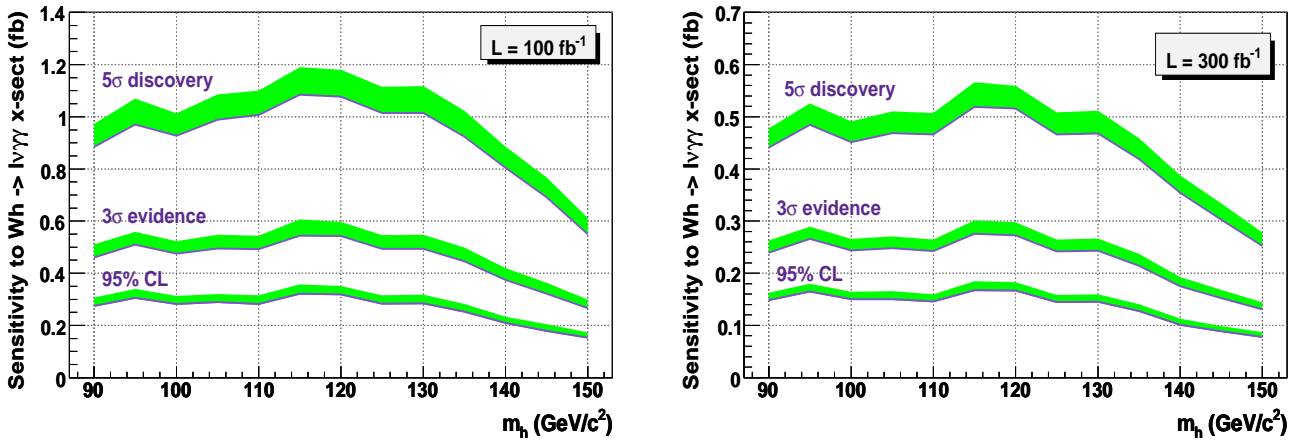 Sensitivity to Wh -> lνγγ x-sect (fb)
1.4
1.2
1
0.8
0.6
0.4
0.2
0
L = 100 fb⁻¹
5σ discovery
3σ evidence
95% CL
90 100 110 120 130 140 150
m_h (GeV/c²)
Sensitivity to Wh -> lνγγ x-sect (fb)
0.7
0.6
0.5
0.4
0.3
0.2
0.1
0
L = 300 fb⁻¹
5σ discovery
3σ evidence
95% CL
90 100 110 120 130 140 150
m_h (GeV/c²)